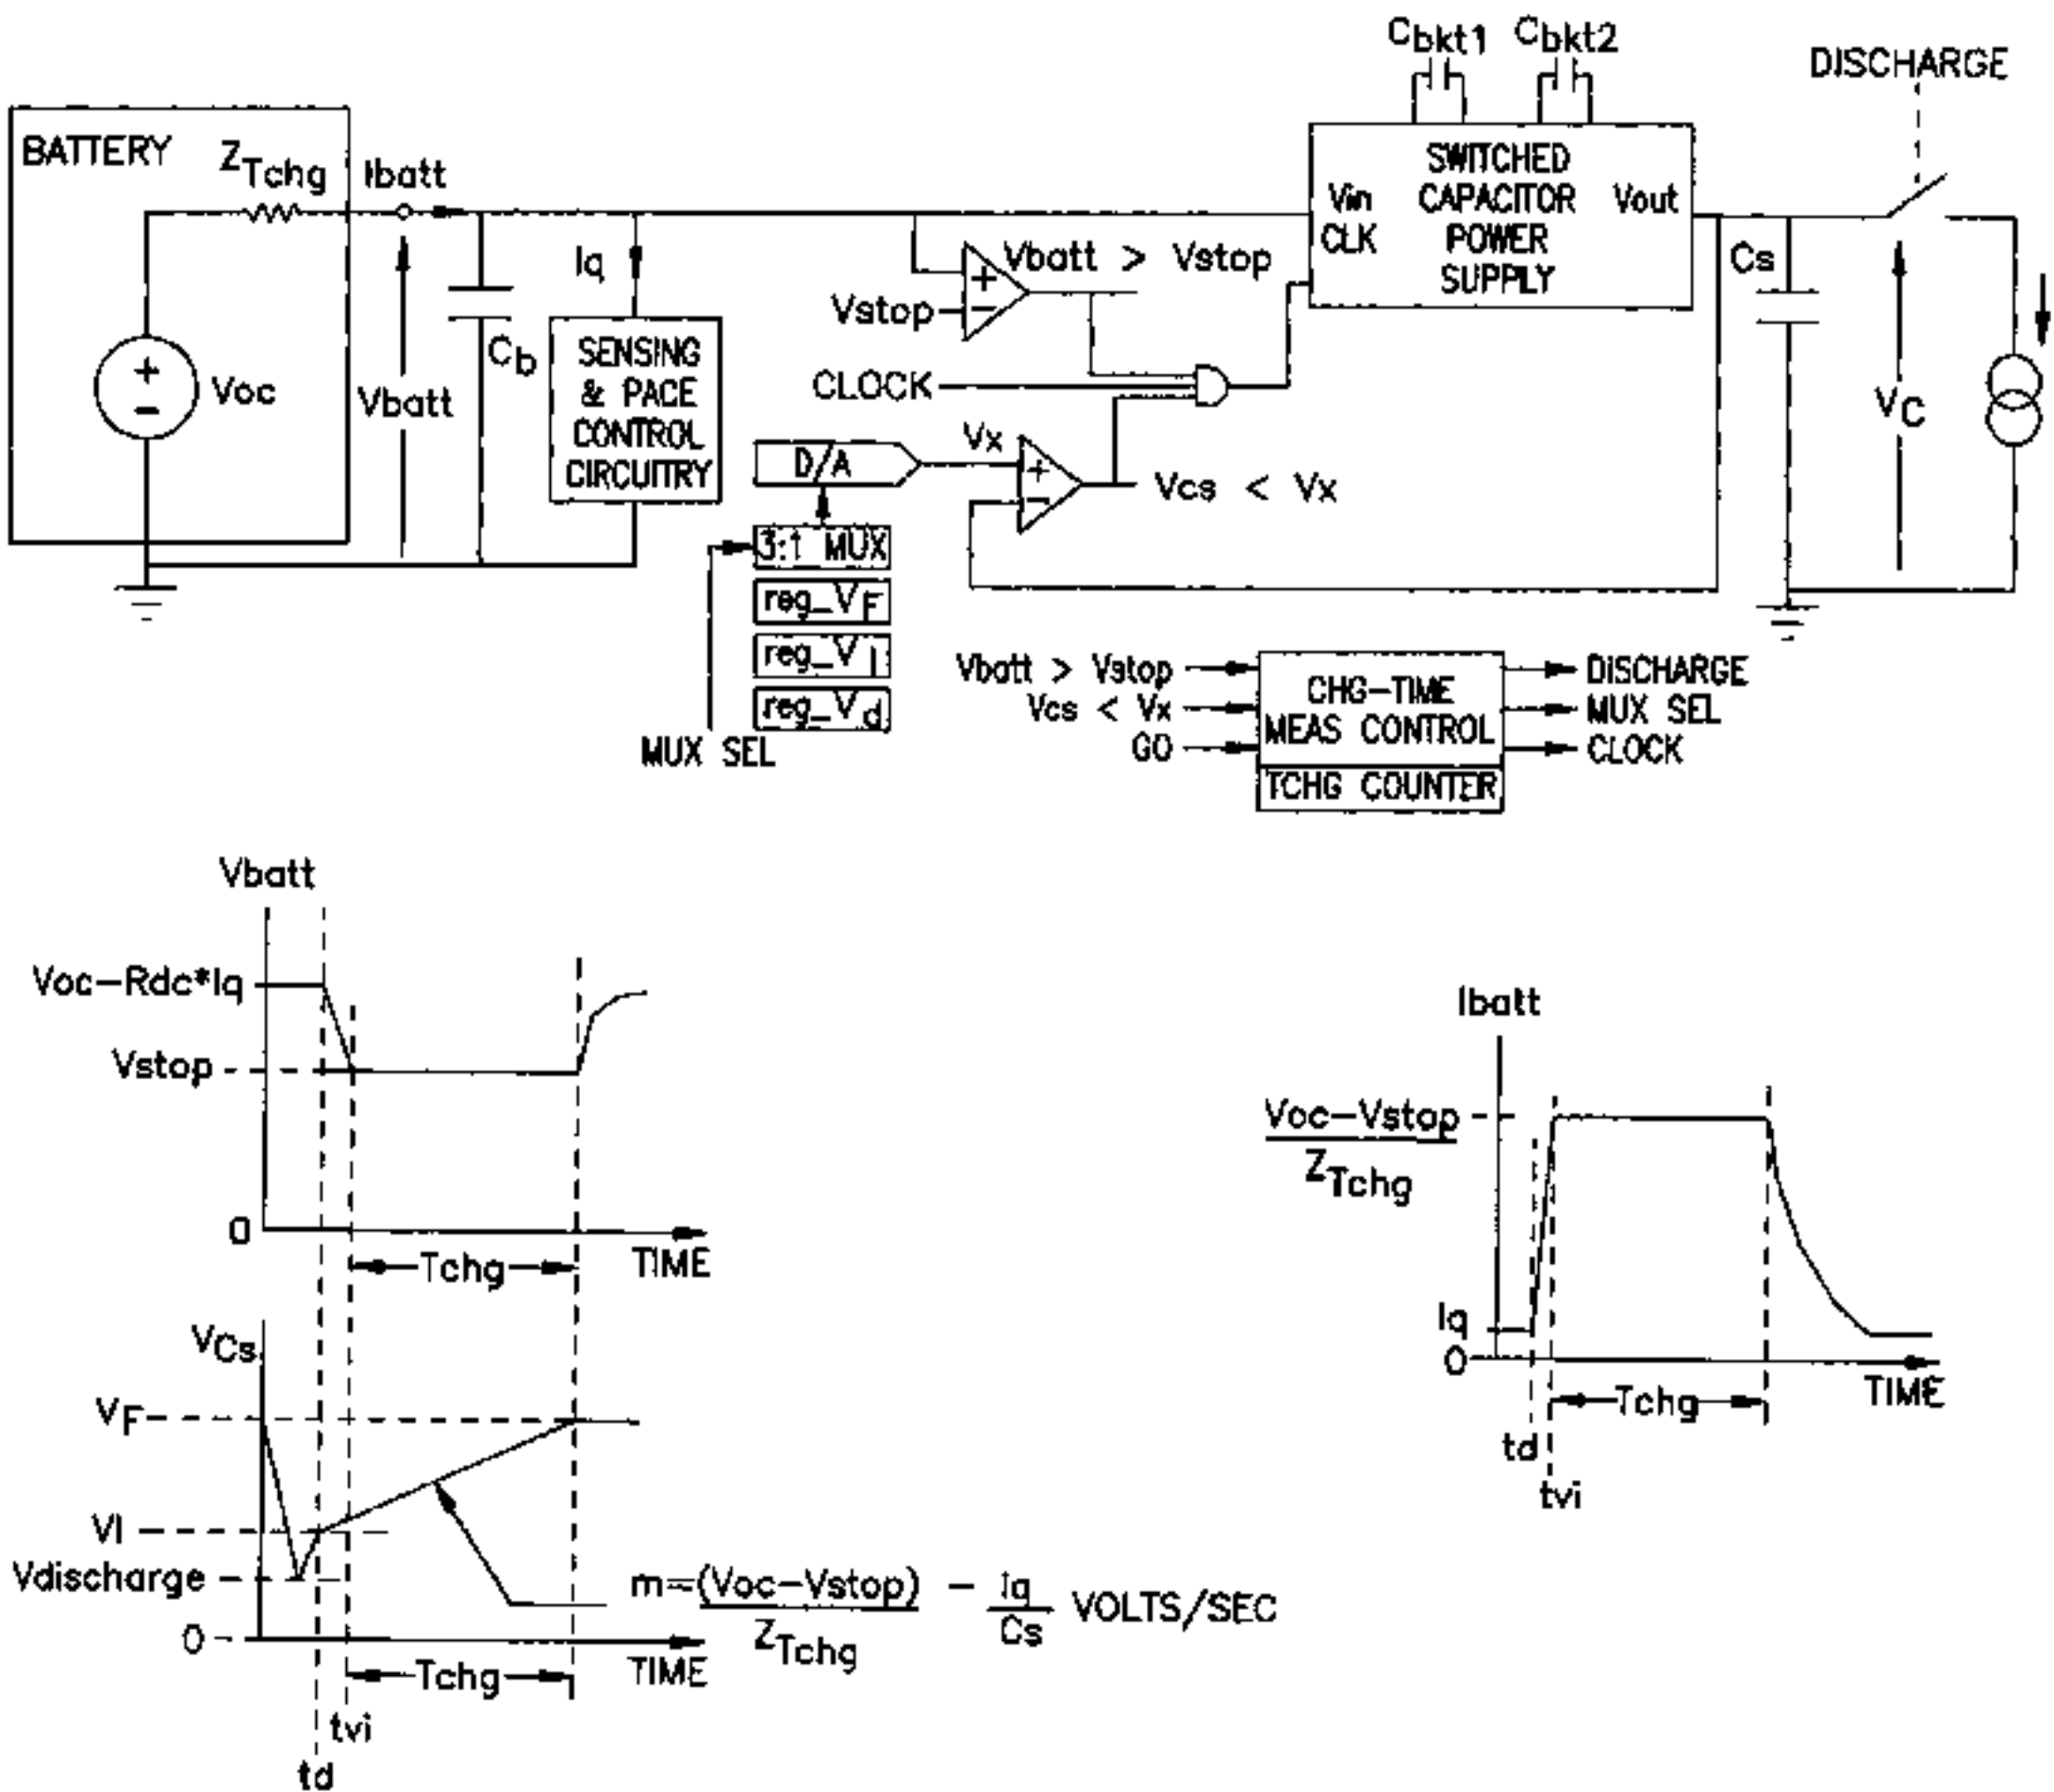 Cbkt1 Cbkt2
DISCHARGE
BATTERY
ZTchg
Ibatt
Vin
CLK
SWITCHED
CAPACITOR
POWER
SUPPLY
Vout
Iq
Vbatt > Vstop
Cs
Vstop
+
−
+
−
Voc
Vbatt
Cb
SENSING
& PACE
CONTROL
CIRCUITRY
CLOCK
VC
D/A
Vx
+
−
Vcs < Vx
3:1 MUX
reg_VF
reg_VI
reg_Vd
MUX SEL
Vbatt > Vstop
Vcs < Vx
GO
CHG-TIME
MEAS CONTROL
TCHG COUNTER
DISCHARGE
MUX SEL
CLOCK
Vbatt
Voc-Rdc*Iq
Vstop
0
Tchg
TIME
VCs
VF
VI
Vdischarge
0
Tchg
TIME
tvi
td
m=(Voc-Vstop) - Iq VOLTS/SEC
ZTchg Cs
Ibatt
Voc-Vstop
ZTchg
Iq
0
Tchg
TIME
td
tvi